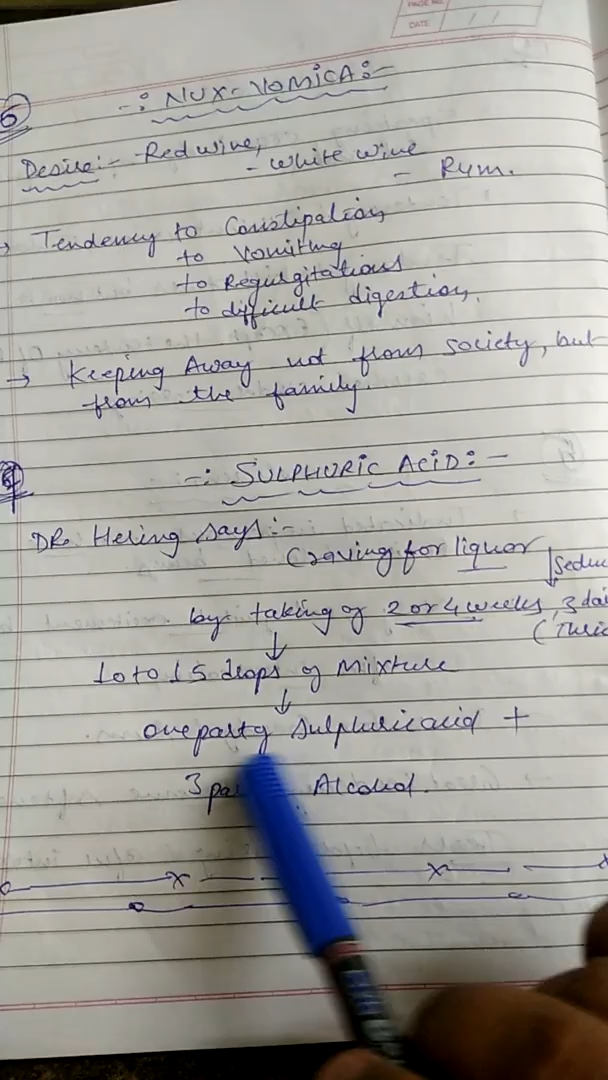 PAGE NO.
DATE / /
6
-: NUX-VOMICA:-
Desire:- -Red wine,
- white wine
- Rum.
→ Tendency to Constipation,
to Vomiting
to Regurgitations
to difficult digestion,
→ Keeping Away not from society, but
from the family.
-: SULPHURIC ACID:-
DR. Hering says:-
Craving for liquor
by taking of 2 or 4 weeks, 3
10 to 15 drops of Mixture
↓
one part of Sulphuric acid +
3 Alcohol.